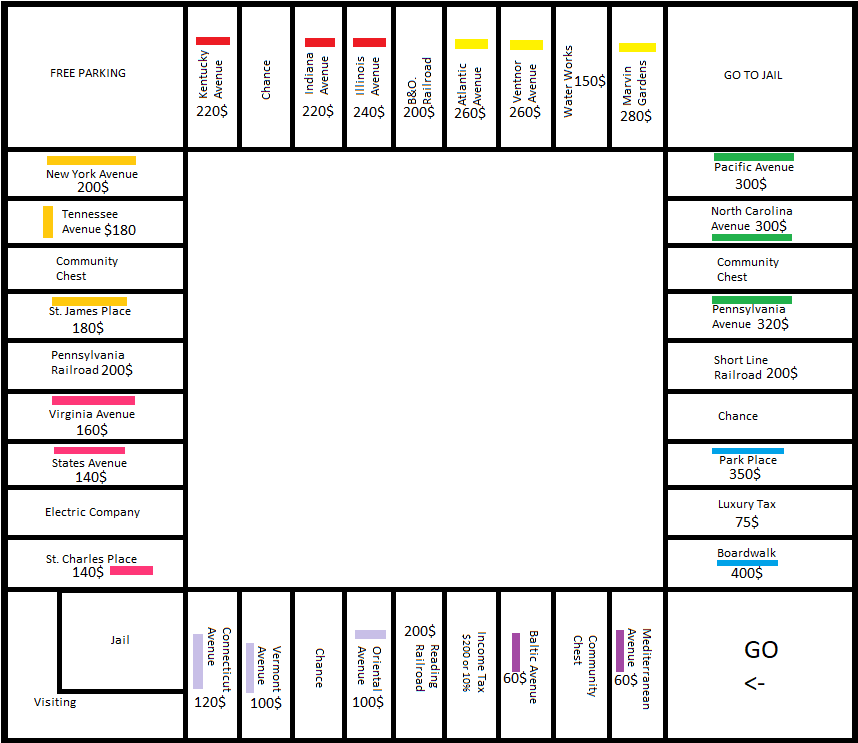 FREE PARKING
Kentucky
Avenue
220$
Chance
Indiana
Avenue
220$
Illinois
Avenue
240$
B&O.
Railroad
200$
Atlantic
Avenue
260$
Ventnor
Avenue
260$
Water Works
150$
Marvin
Gardens
280$
GO TO JAIL
New York Avenue
200$
Tennessee
Avenue $180
Community
Chest
St. James Place
180$
Pennsylvania
Railroad 200$
Virginia Avenue
160$
States Avenue
140$
Electric Company
St. Charles Place
140$
Pacific Avenue
300$
North Carolina
Avenue 300$
Community
Chest
Pennsylvania
Avenue 320$
Short Line
Railroad 200$
Chance
Park Place
350$
Luxury Tax
75$
Boardwalk
400$
Jail
Visiting
Connecticut
Avenue
120$
Vermont
Avenue
100$
Chance
Oriental
Avenue
100$
200$ Reading
Railroad
Income Tax
$200 or 10%
Baltic Avenue
60$
Community
Chest
Mediterranean
Avenue
60$
GO
<-